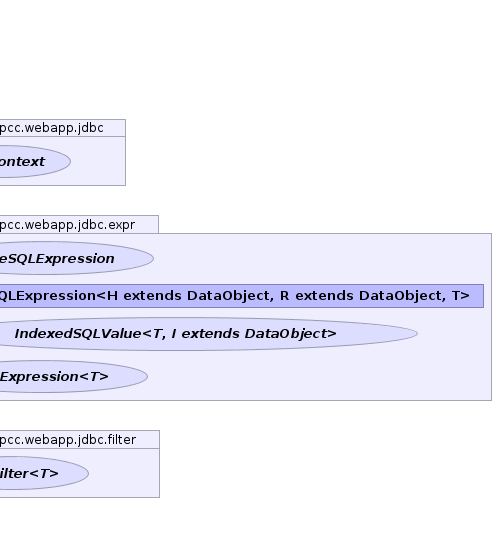 pcc.webapp.jdbc
ontext
pcc.webapp.jdbc.expr
eSQLExpression
QLExpression<H extends DataObject, R extends DataObject, T>
IndexedSQLValue<T, I extends DataObject>
Expression<T>
pcc.webapp.jdbc.filter
ilter<T>